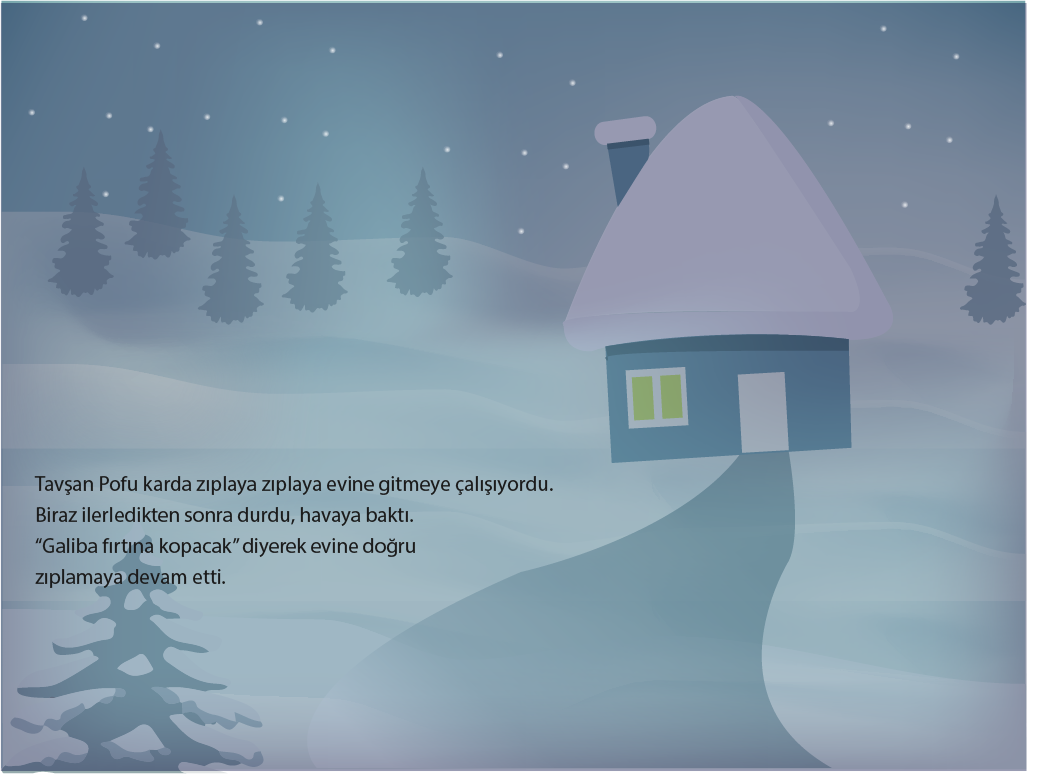 Tavşan Pofu karda zıplaya zıplaya evine gitmeye çalışıyordu.
Biraz ilerledikten sonra durdu, havaya baktı.
“Galiba fırtına kopacak” diyerek evine doğru
zıplamaya devam etti.